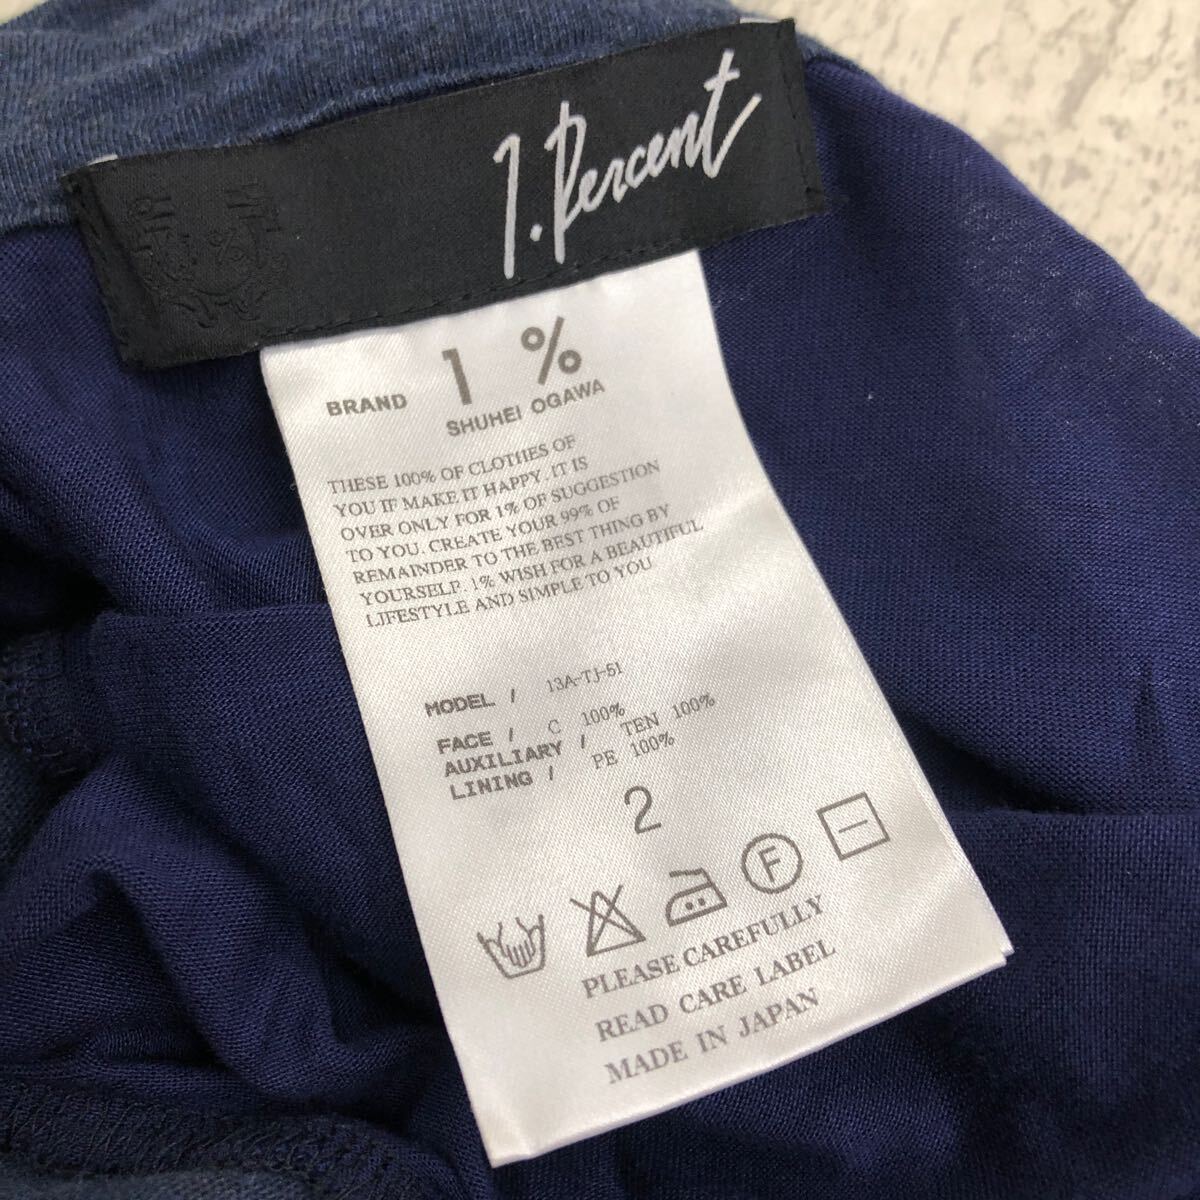 1.Percent
1 %
BRAND
SHUHEI OGAWA
THESE 100% OF CLOTHES OF
YOU IF MAKE IT HAPPY . IT IS
OVER ONLY FOR 1% OF SUGGESTION
TO YOU. CREATE YOUR 99% OF
REMAINDER TO THE BEST THING BY
YOURSELF. 1% WISH FOR A BEAUTIFUL
LIFESTYLE AND SIMPLE TO YOU
MODEL / 13A-TJ-51
FACE / C 100%
AUXILIARY / TEN 100%
LINING / PE 100%
2
F
PLEASE CAREFULLY
READ CARE LABEL
MADE IN JAPAN